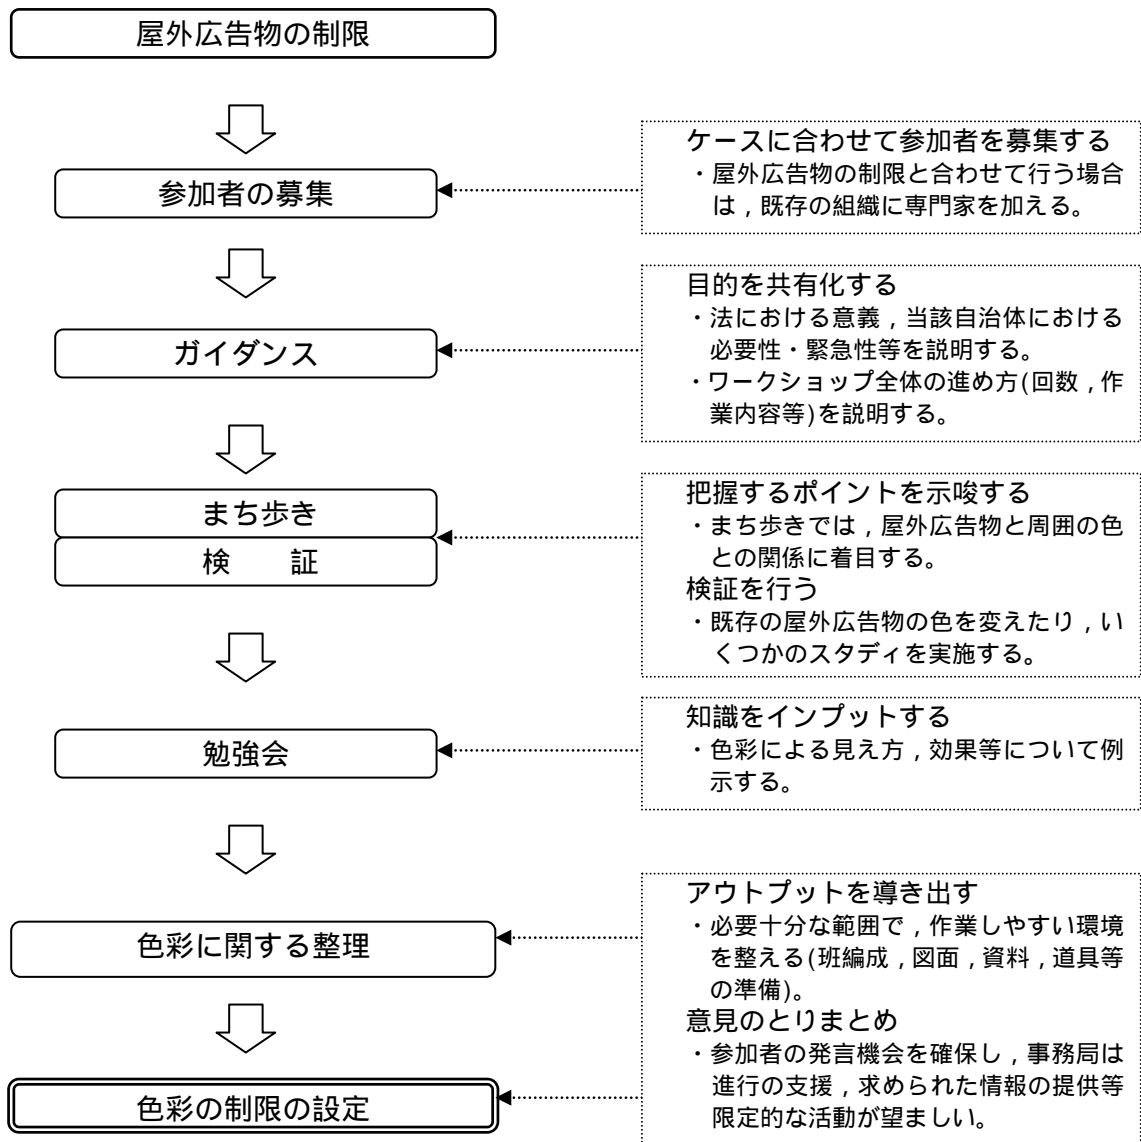 屋外広告物の制限
参加者の募集
ケースに合わせて参加者を募集する
・屋外広告物の制限と合わせて行う場合
は，既存の組織に専門家を加える。
ガイダンス
目的を共有化する
・法における意義，当該自治体における
必要性・緊急性等を説明する。
・ワークショップ全体の進め方(回数，作
業内容等)を説明する。
まち歩き
検　　証
把握するポイントを示唆する
・まち歩きでは，屋外広告物と周囲の色
との関係に着目する。
検証を行う
・既存の屋外広告物の色を変えたり，い
くつかのスタディを実施する。
勉強会
知識をインプットする
・色彩による見え方，効果等について例
示する。
色彩に関する整理
アウトプットを導き出す
・必要十分な範囲で，作業しやすい環境
を整える(班編成，図面，資料，道具等
の準備)。
意見のとりまとめ
・参加者の発言機会を確保し，事務局は
進行の支援，求められた情報の提供等
限定的な活動が望ましい。
色彩の制限の設定